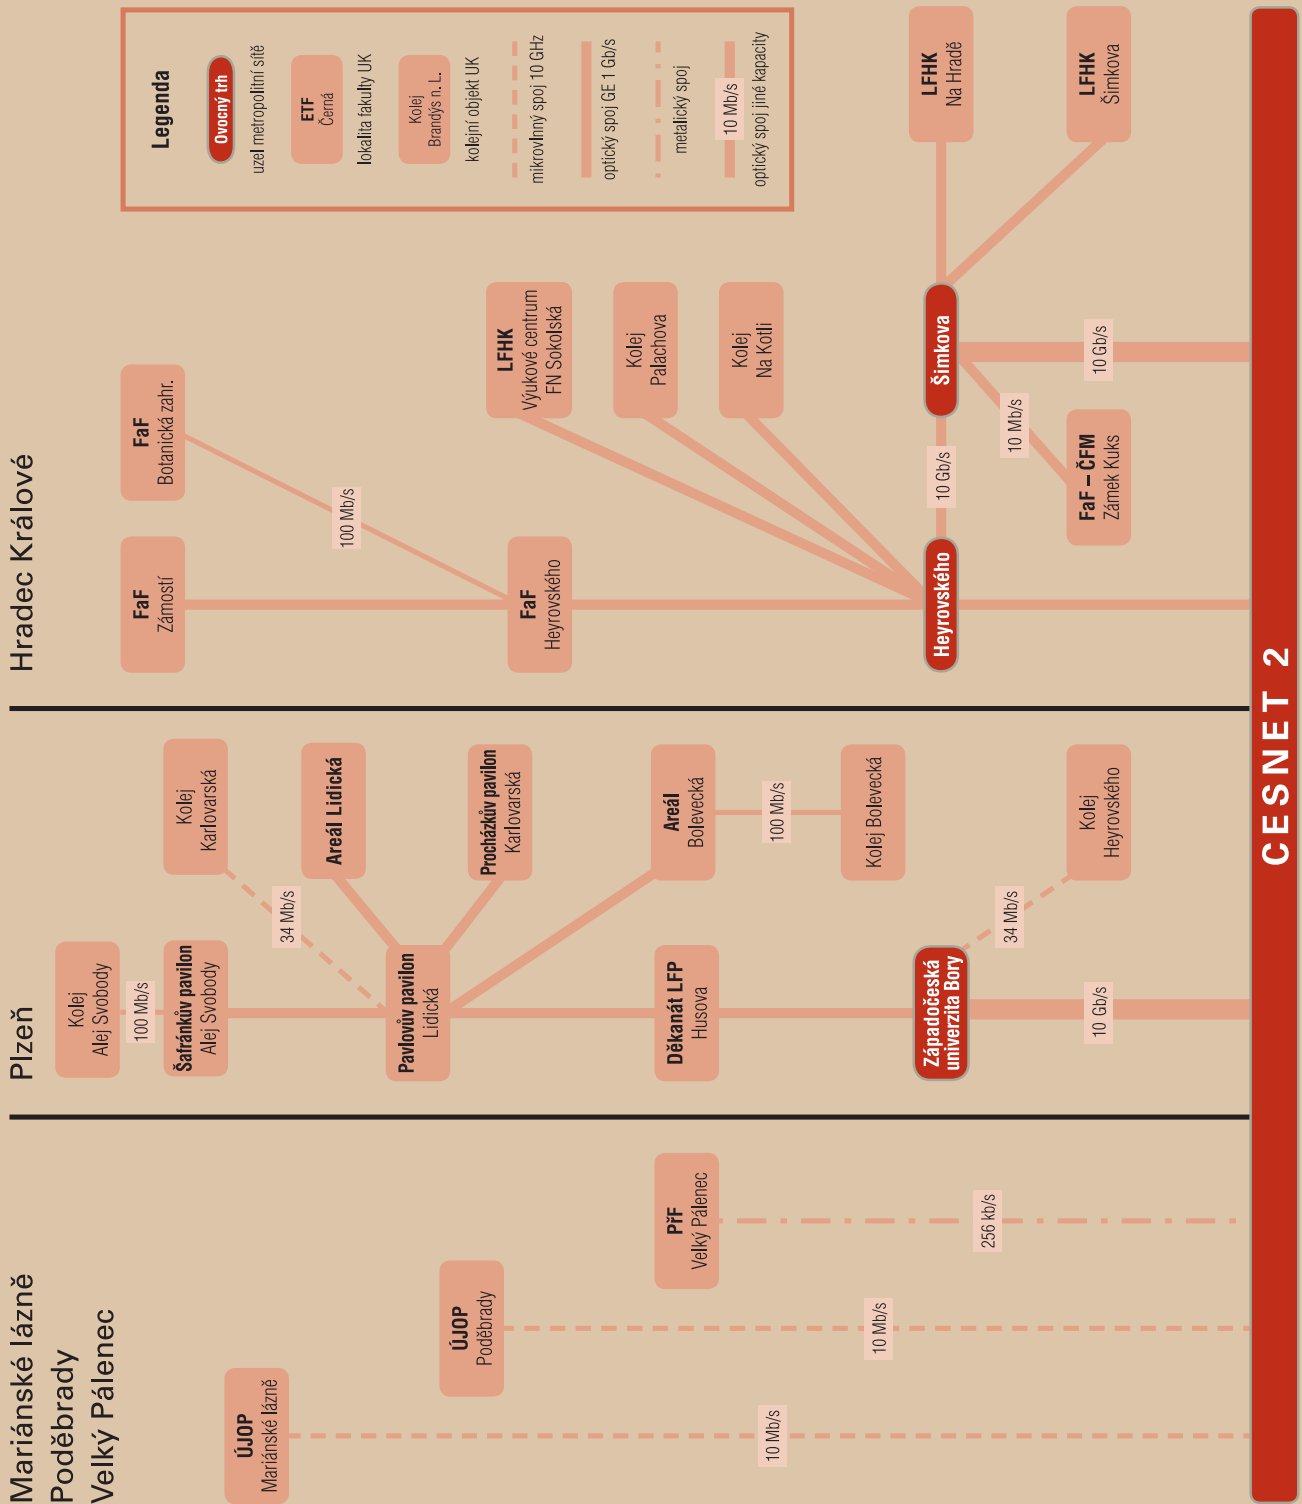 Mariánské lázně
Poděbrady
Velký Pálenec
ÚJOP
Mariánské lázně
10 Mb/s
ÚJOP
Poděbrady
10 Mb/s
PřF
Velký Pálenec
256 kb/s
Plzeň
Kolej
Alej Svobody
100 Mb/s
Šafránkův pavilon
Alej Svobody
Kolej
Karlovarská
34 Mb/s
Areál Lidická
Pavlovův pavilon
Lidická
Procházkův pavilon
Karlovarská
Areál
Bolevecká
100 Mb/s
Kolej Bolevecká
Děkanát LFP
Husova
Západočeská
univerzita Bory
34 Mb/s
Kolej
Heyrovského
10 Gb/s
Hradec Králové
FaF
Zámostí
FaF
Botanická zahr.
100 Mb/s
FaF
Heyrovského
LFHK
Výukové centrum
FN Sokolská
Kolej
Palachova
Kolej
Na Kotli
Heyrovského
10 Gb/s
Šimkova
10 Mb/s
FaF – ČFM
Zámek Kuks
10 Gb/s
LFHK
Na Hradě
LFHK
Šimkova
Legenda
Ovocný trh
uzel metropolitní sítě
ETF
Černá
lokalita fakulty UK
Kolej
Brandýs n. L.
kolejní objekt UK
mikrovlnný spoj 10 GHz
optický spoj GE 1 Gb/s
metalický spoj
10 Mb/s
optický spoj jiné kapacity
CESNET 2